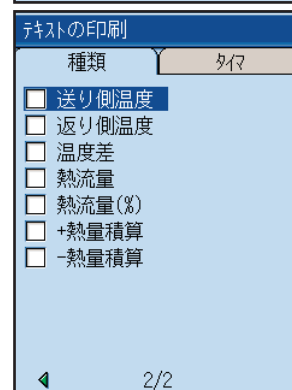 テキストの印刷
種類
タイマ
送り側温度
返り側温度
温度差
熱流量
熱流量(%)
+熱量積算
-熱量積算
2/2